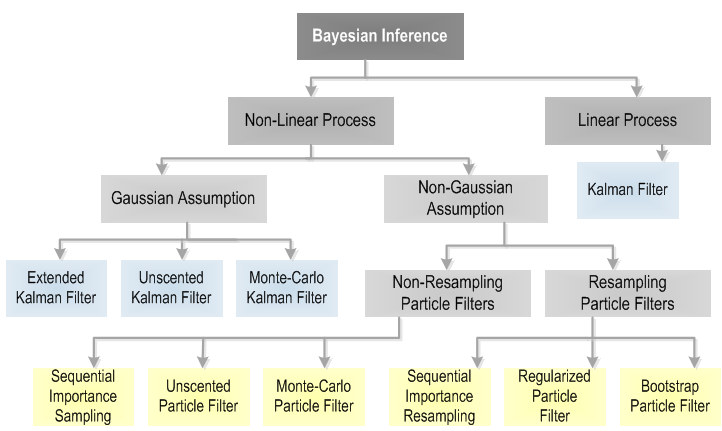 Bayesian Inference
Non-Linear Process
Linear Process
Gaussian Assumption
Non-Gaussian
Assumption
Kalman Filter
Extended
Kalman Filter
Unscented
Kalman Filter
Monte-Carlo
Kalman Filter
Non-Resampling
Particle Filters
Resampling
Particle Filters
Sequential
Importance
Sampling
Unscented
Particle Filter
Monte-Carlo
Particle Filter
Sequential
Importance
Resampling
Regularized
Particle
Filter
Bootstrap
Particle Filter